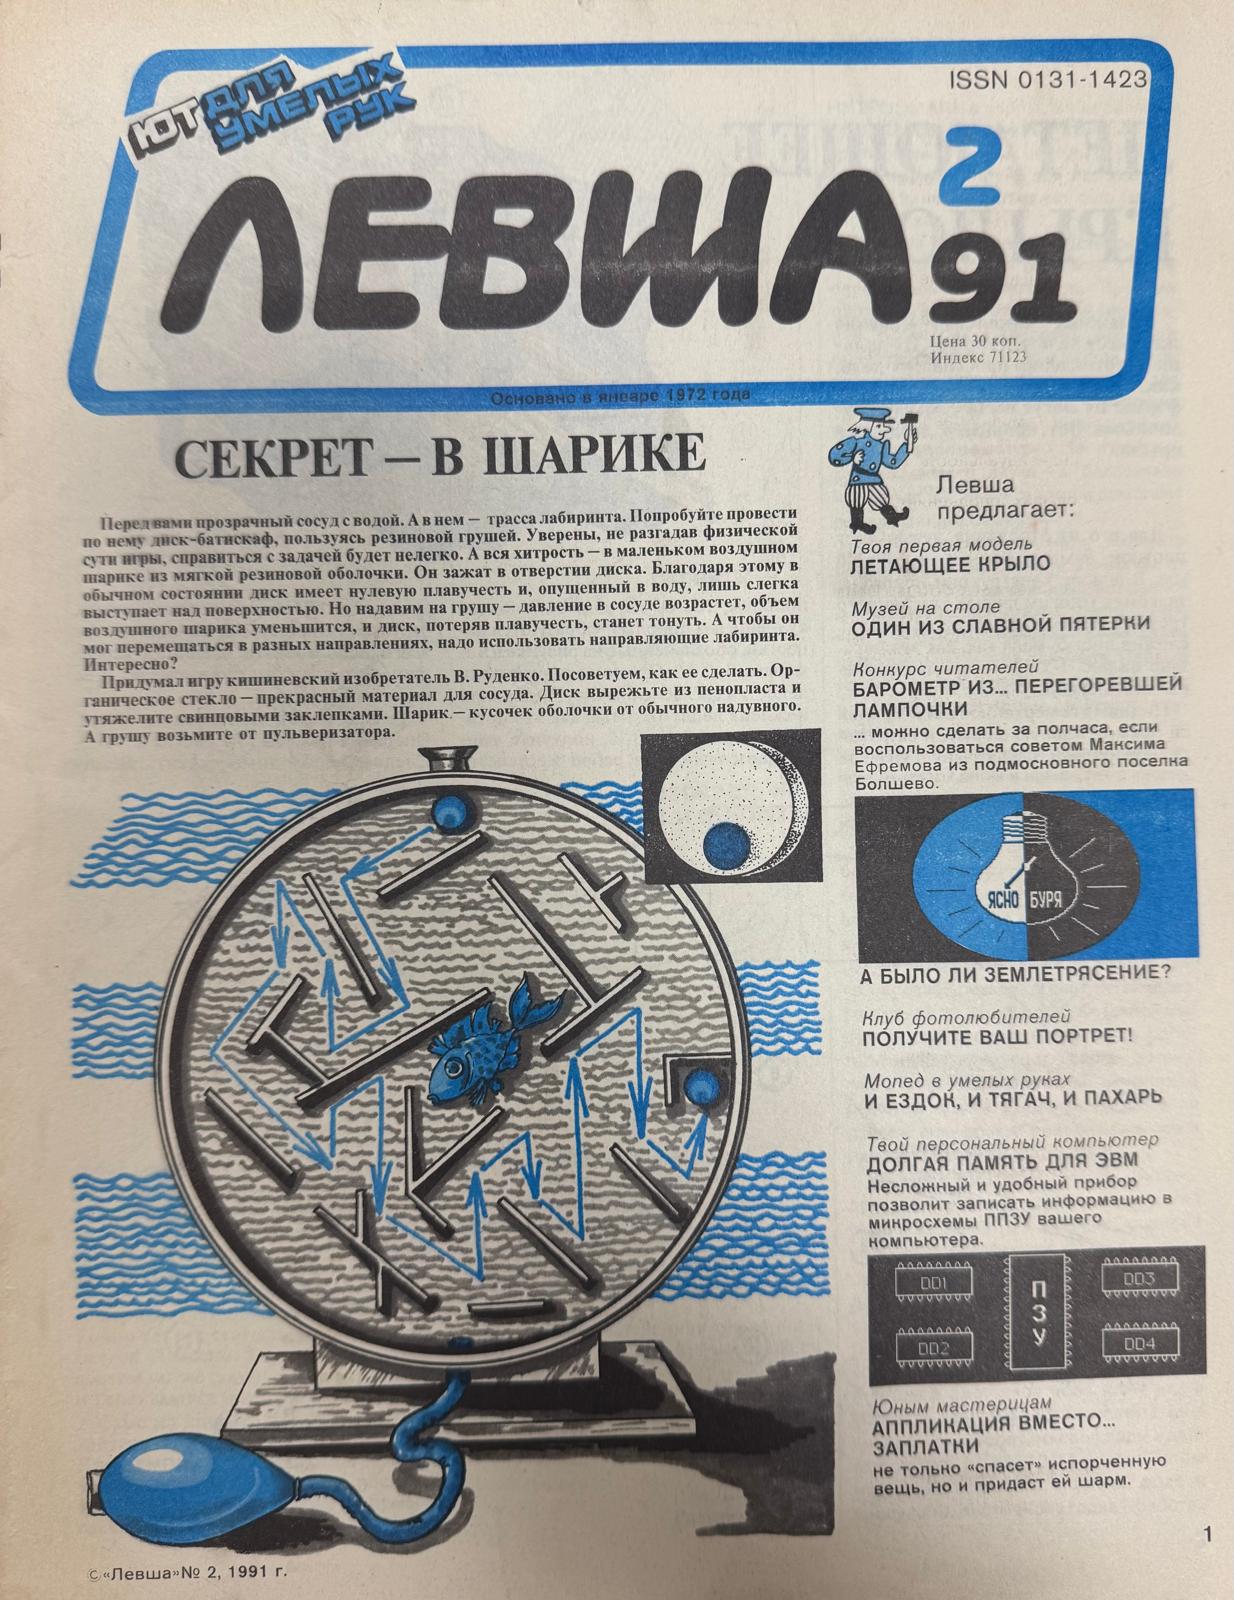 ЮТ ДЛЯ
УМЕЛЫХ
РУК
ISSN 0131-1423
ЛЕВША
2
91
Цена 30 коп.
Индекс 71123
Основано в январе 1972 года
СЕКРЕТ – В ШАРИКЕ
Перед вами прозрачный сосуд с водой. А в нем — трасса лабиринта. Попробуйте провести
по нему диск-батискаф, пользуясь резиновой грушей. Уверены, не разгадав физической
сути игры, справиться с задачей будет нелегко. А вся хитрость – в маленьком воздушном
шарике из мягкой резиновой оболочки. Он зажат в отверстии диска. Благодаря этому в
обычном состоянии диск имеет нулевую плавучесть и, опущенный в воду, лишь слегка
выступает над поверхностью. Но надавим на грушу – давление в сосуде возрастет, объем
воздушного шарика уменьшится, и диск, потеряв плавучесть, станет тонуть. А чтобы он
мог перемещаться в разных направлениях, надо использовать направляющие лабиринта.
Интересно?
Придумал игру кишиневский изобретатель В. Руденко. Посоветуем, как ее сделать. Ор-
ганическое стекло – прекрасный материал для сосуда. Диск вырежьте из пенопласта и
утяжелите свинцовыми заклепками. Шарик – кусочек оболочки от обычного надувного.
А грушу возьмите от пульверизатора.
Левша
предлагает:
Твоя первая модель
ЛЕТАЮЩЕЕ КРЫЛО
Музей на столе
ОДИН ИЗ СЛАВНОЙ ПЯТЕРКИ
Конкурс читателей
БАРОМЕТР ИЗ... ПЕРЕГОРЕВШЕЙ
ЛАМПОЧКИ
... можно сделать за полчаса, если
воспользоваться советом Максима
Ефремова из подмосковного поселка
Болшево.
ЯСНО БУРЯ
А БЫЛО ЛИ ЗЕМЛЕТРЯСЕНИЕ?
Клуб фотолюбителей
ПОЛУЧИТЕ ВАШ ПОРТРЕТ!
Мопед в умелых руках
И ЕЗДОК, И ТЯГАЧ, И ПАХАРЬ
Твой персональный компьютер
ДОЛГАЯ ПАМЯТЬ ДЛЯ ЭВМ
Несложный и удобный прибор
позволит записать информацию в
микросхемы ППЗУ вашего
компьютера.
DD1
DD2
ПЗУ
DD3
DD4
Юным мастерицам
АППЛИКАЦИЯ ВМЕСТО...
ЗАПЛАТКИ
не только «спасет» испорченную
вещь, но и придаст ей шарм.
1
©«Левша»№ 2, 1991 г.